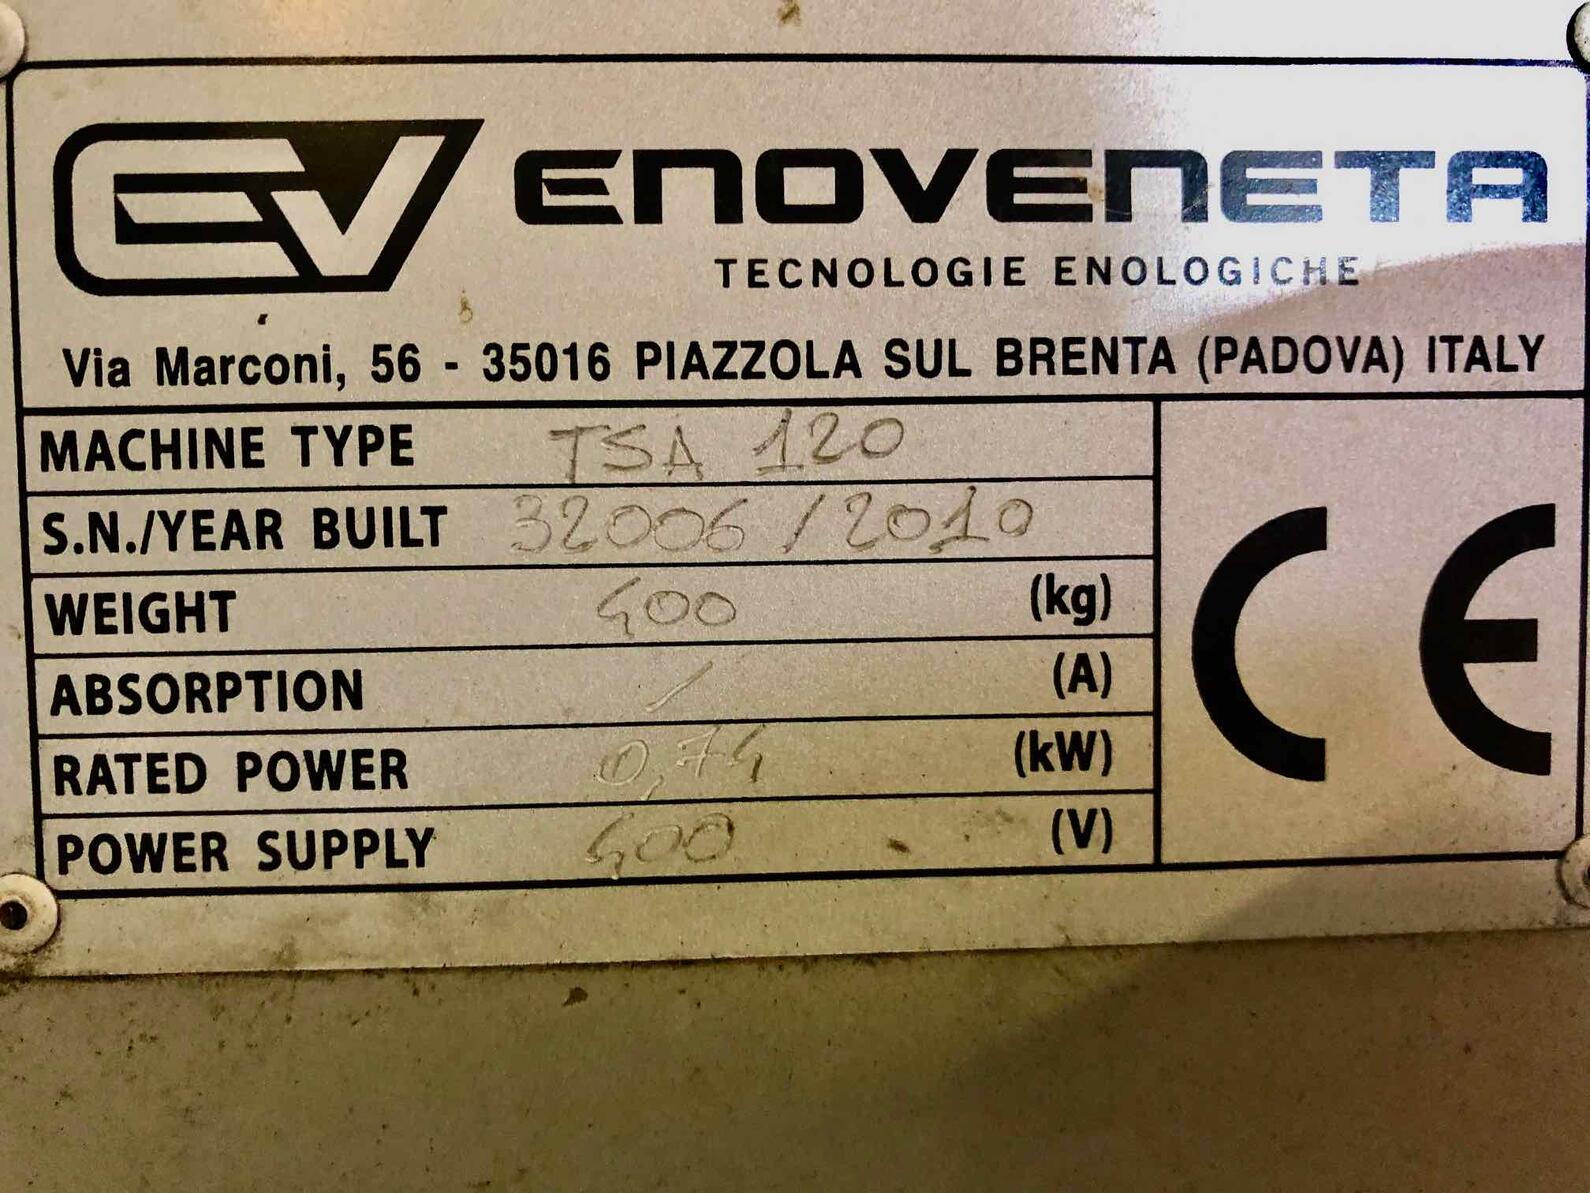 EV ENOVENETA
TECNOLOGIE ENOLOGICHE
Via Marconi, 56 - 35016 PIAZZOLA SUL BRENTA (PADOVA) ITALY
MACHINE TYPE TSA 120
S.N./YEAR BUILT 32006 / 2010
WEIGHT 400 (kg)
ABSORPTION / (A)
RATED POWER 0,74 (kW)
POWER SUPPLY 400 (V)
CE